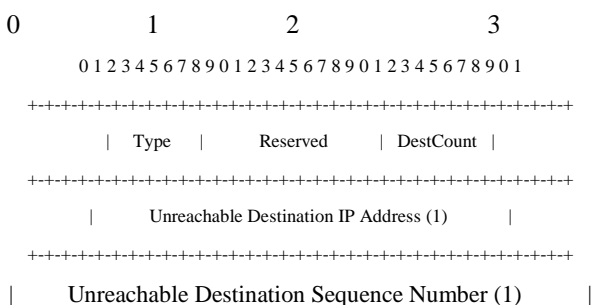 0 1 2 3
0 1 2 3 4 5 6 7 8 9 0 1 2 3 4 5 6 7 8 9 0 1 2 3 4 5 6 7 8 9 0 1
+-+-+-+-+-+-+-+-+-+-+-+-+-+-+-+-+-+-+-+-+-+-+-+-+-+-+-+-+-+-+-+-+
| Type | Reserved | DestCount |
+-+-+-+-+-+-+-+-+-+-+-+-+-+-+-+-+-+-+-+-+-+-+-+-+-+-+-+-+-+-+-+-+
| Unreachable Destination IP Address (1) |
+-+-+-+-+-+-+-+-+-+-+-+-+-+-+-+-+-+-+-+-+-+-+-+-+-+-+-+-+-+-+-+-+
| Unreachable Destination Sequence Number (1) |